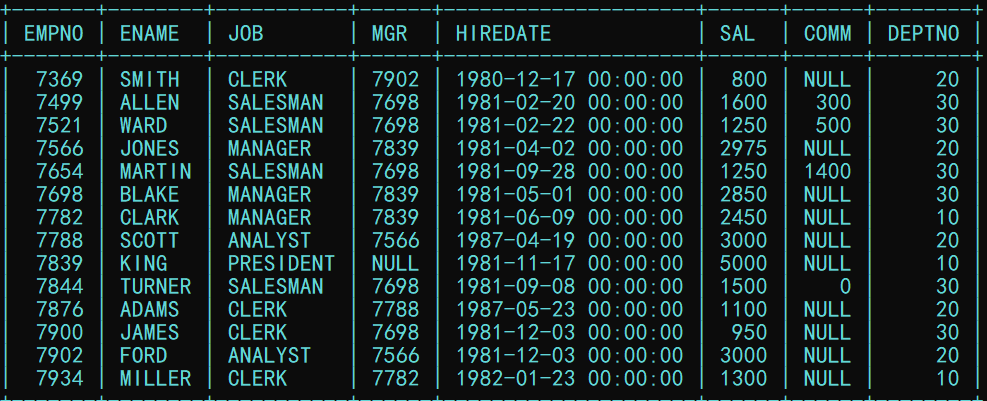 EMPNO | ENAME | JOB | MGR | HIREDATE | SAL | COMM | DEPTNO
7369 | SMITH | CLERK | 7902 | 1980-12-17 00:00:00 | 800 | NULL | 20
7499 | ALLEN | SALESMAN | 7698 | 1981-02-20 00:00:00 | 1600 | 300 | 30
7521 | WARD | SALESMAN | 7698 | 1981-02-22 00:00:00 | 1250 | 500 | 30
7566 | JONES | MANAGER | 7839 | 1981-04-02 00:00:00 | 2975 | NULL | 20
7654 | MARTIN | SALESMAN | 7698 | 1981-09-28 00:00:00 | 1250 | 1400 | 30
7698 | BLAKE | MANAGER | 7839 | 1981-05-01 00:00:00 | 2850 | NULL | 30
7782 | CLARK | MANAGER | 7839 | 1981-06-09 00:00:00 | 2450 | NULL | 10
7788 | SCOTT | ANALYST | 7566 | 1987-04-19 00:00:00 | 3000 | NULL | 20
7839 | KING | PRESIDENT | NULL | 1981-11-17 00:00:00 | 5000 | NULL | 10
7844 | TURNER | SALESMAN | 7698 | 1981-09-08 00:00:00 | 1500 | 0 | 30
7876 | ADAMS | CLERK | 7788 | 1987-05-23 00:00:00 | 1100 | NULL | 20
7900 | JAMES | CLERK | 7698 | 1981-12-03 00:00:00 | 950 | NULL | 30
7902 | FORD | ANALYST | 7566 | 1981-12-03 00:00:00 | 3000 | NULL | 20
7934 | MILLER | CLERK | 7782 | 1982-01-23 00:00:00 | 1300 | NULL | 10